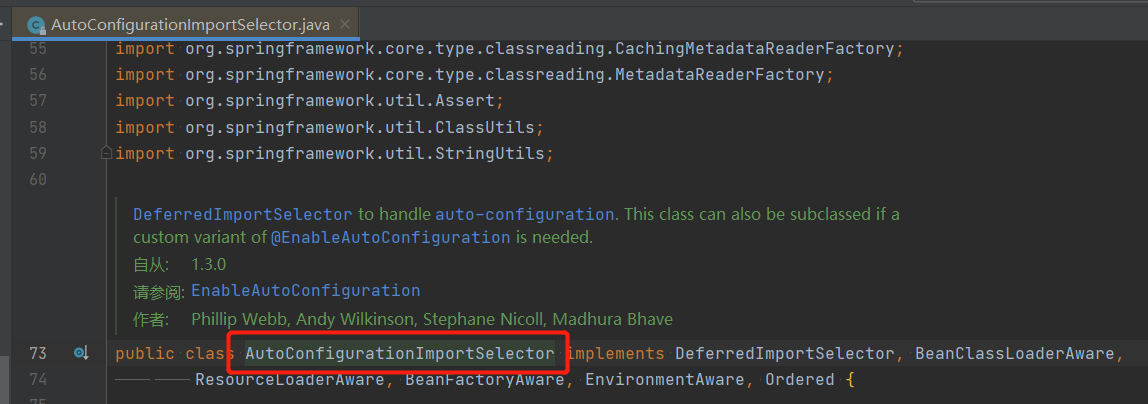 AutoConfigurationImportSelector.java
55 import org.springframework.core.type.classreading.CachingMetadataReaderFactory;
56 import org.springframework.core.type.classreading.MetadataReaderFactory;
57 import org.springframework.util.Assert;
58 import org.springframework.util.ClassUtils;
59 import org.springframework.util.StringUtils;
60
DeferredImportSelector to handle auto-configuration. This class can also be subclassed if a
custom variant of @EnableAutoConfiguration is needed.
自从: 1.3.0
请参阅: EnableAutoConfiguration
作者: Phillip Webb, Andy Wilkinson, Stephane Nicoll, Madhura Bhave
73 public class AutoConfigurationImportSelector implements DeferredImportSelector, BeanClassLoaderAware,
74 ResourceLoaderAware, BeanFactoryAware, EnvironmentAware, Ordered {
75